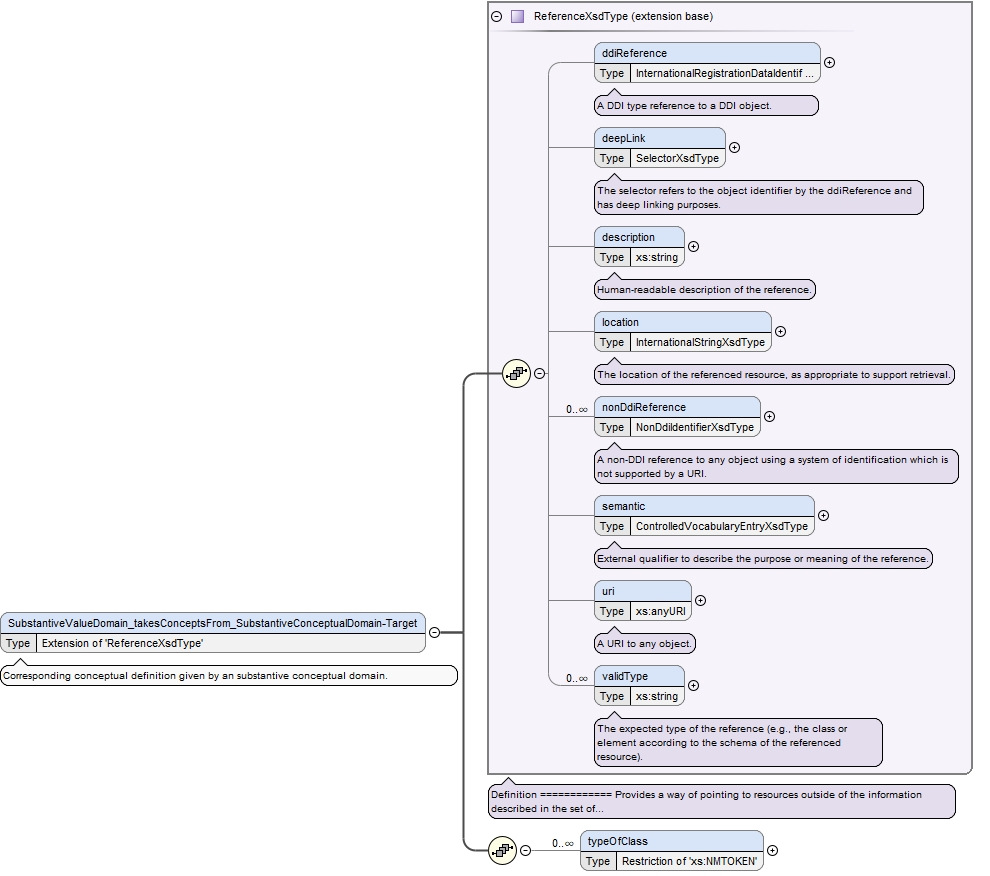 ReferenceXsdType (extension base)
ddiReference
Type InternationalRegistrationDataIdentif ...
A DDI type reference to a DDI object.
deepLink
Type SelectorXsdType
The selector refers to the object identifier by the ddiReference and
has deep linking purposes.
description
Type xs:string
Human-readable description of the reference.
location
Type InternationalStringXsdType
The location of the referenced resource, as appropriate to support retrieval.
0..∞ nonDdiReference
Type NonDdiIdentifierXsdType
A non-DDI reference to any object using a system of identification which is
not supported by a URI.
semantic
Type ControlledVocabularyEntryXsdType
External qualifier to describe the purpose or meaning of the reference.
uri
Type xs:anyURI
A URI to any object.
SubstantiveValueDomain_takesConceptsFrom_SubstantiveConceptualDomain-Target
Type Extension of 'ReferenceXsdType'
Corresponding conceptual definition given by an substantive conceptual domain.
0..∞ validType
Type xs:string
The expected type of the reference (e.g., the class or
element according to the schema of the referenced
resource).
Definition ============ Provides a way of pointing to resources outside of the information
described in the set of...
0..∞ typeOfClass
Type Restriction of 'xs:NMTOKEN'